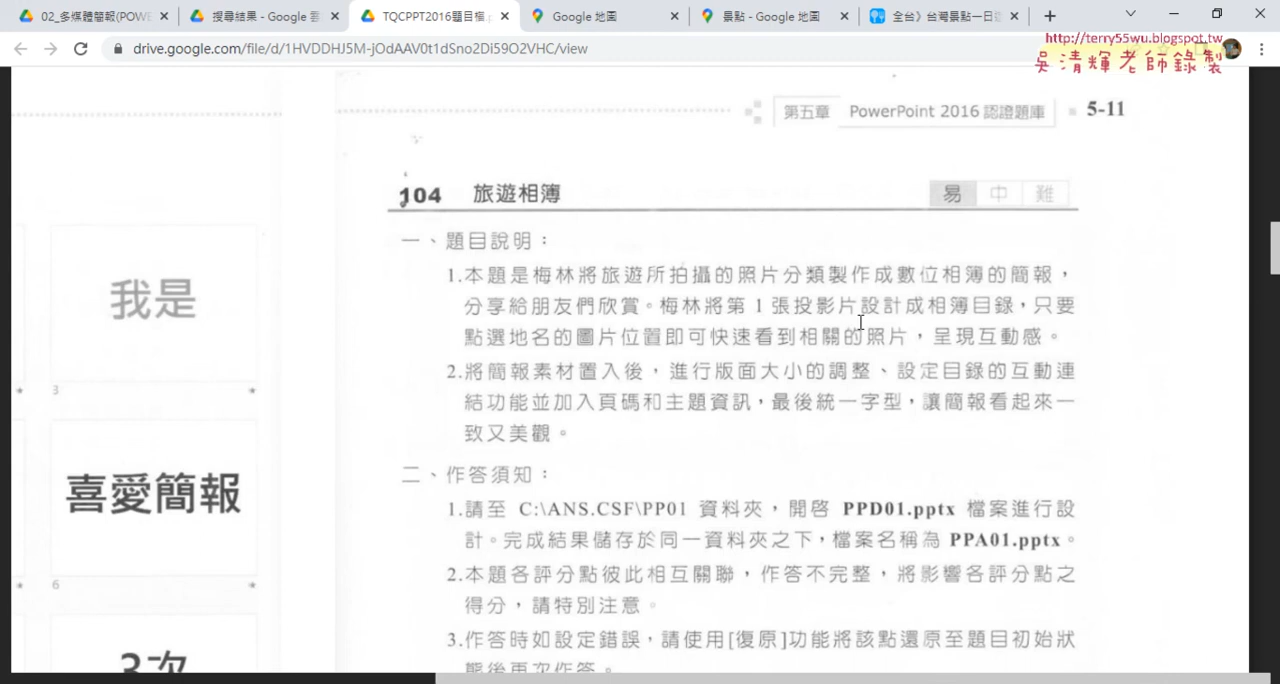 02_多媒體簡報(POWE
搜尋結果 - Google 雲
TQCPPT2016題目檔.p
Google 地圖
景點 - Google 地圖
全台》台灣景點一日遊
drive.google.com/file/d/1HVDDHJ5M-jOdAAV0t1dSno2Di59O2VHC/view
http://terry55wu.blogspot.tw
吳清輝老師錄製
第五章 PowerPoint 2016 認證題庫 5-11
104 旅遊相簿 易 中 難
一、題目說明：
1.本題是梅林將旅遊所拍攝的照片分類製作成數位相簿的簡報，
分享給朋友們欣賞。梅林將第 1 張投影片設計成相簿目錄，只要
點選地名的圖片位置即可快速看到相關的照片，呈現互動感。
2.將簡報素材置入後，進行版面大小的調整、設定目錄的互動連
結功能並加入頁碼和主題資訊，最後統一字型，讓簡報看起來一
致又美觀。
二、作答須知：
1.請至 C:\ANS.CSF\PP01 資料夾，開啓 PPD01.pptx 檔案進行設
計。完成結果儲存於同一資料夾之下，檔案名稱為 PPA01.pptx。
2.本題各評分點彼此相互關聯，作答不完整，將影響各評分點之
得分，請特別注意。
3.作答時如設定錯誤，請使用[復原]功能將該點還原至題目初始狀
態後再次作答。
我是
3
喜愛簡報
6
3次